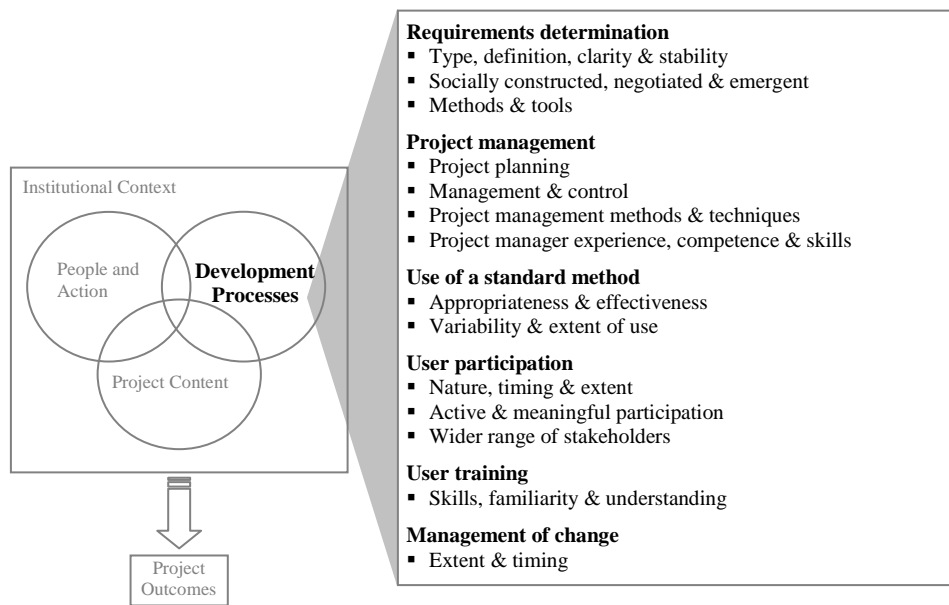 Institutional Context
People and
Action
Development
Processes
Project Content
Project
Outcomes
Requirements determination
▪ Type, definition, clarity & stability
▪ Socially constructed, negotiated & emergent
▪ Methods & tools
Project management
▪ Project planning
▪ Management & control
▪ Project management methods & techniques
▪ Project manager experience, competence & skills
Use of a standard method
▪ Appropriateness & effectiveness
▪ Variability & extent of use
User participation
▪ Nature, timing & extent
▪ Active & meaningful participation
▪ Wider range of stakeholders
User training
▪ Skills, familiarity & understanding
Management of change
▪ Extent & timing